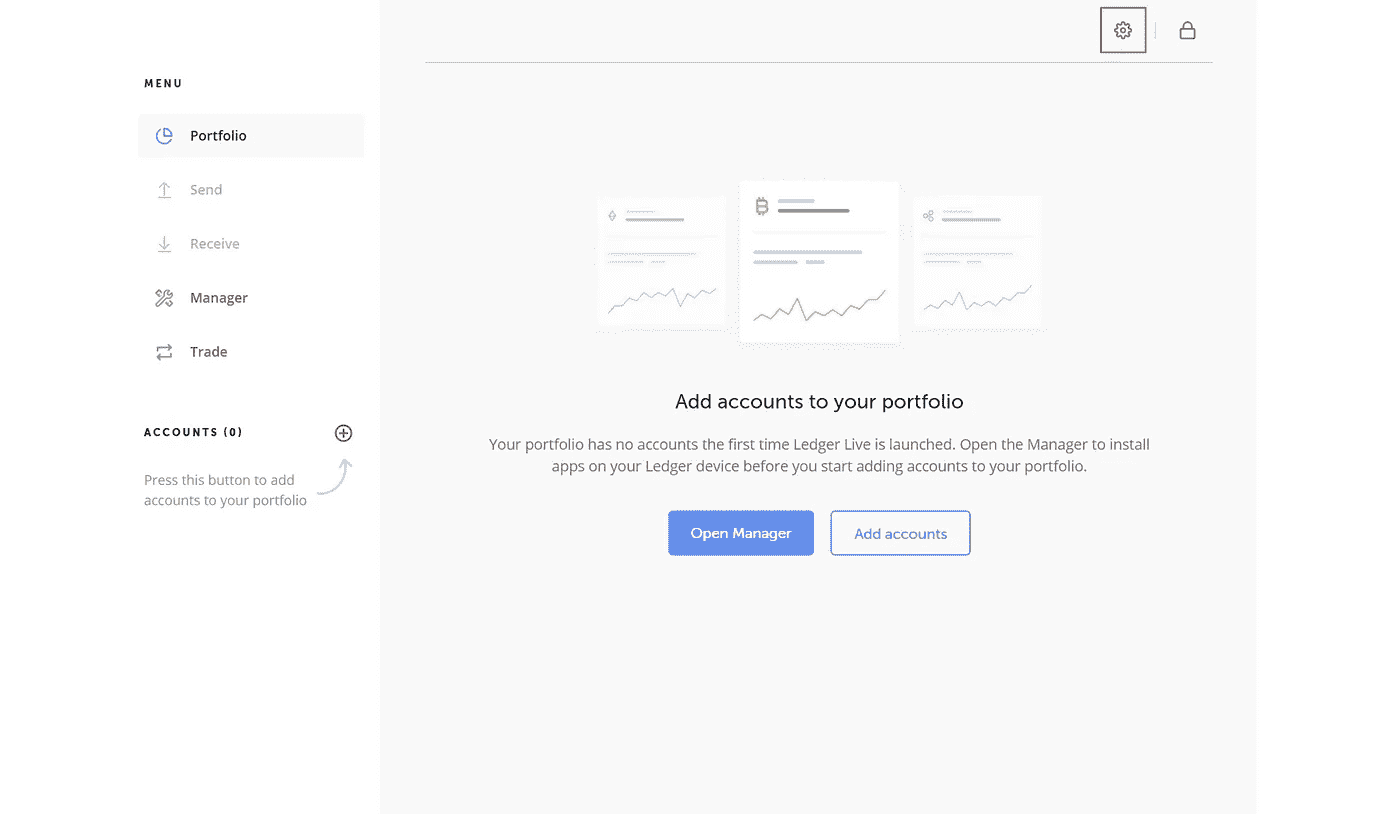 MENU
Portfolio
Send
Receive
Manager
Trade
ACCOUNTS (0)
Press this button to add
accounts to your portfolio
Add accounts to your portfolio
Your portfolio has no accounts the first time Ledger Live is launched. Open the Manager to install
apps on your Ledger device before you start adding accounts to your portfolio.
Open Manager
Add accounts